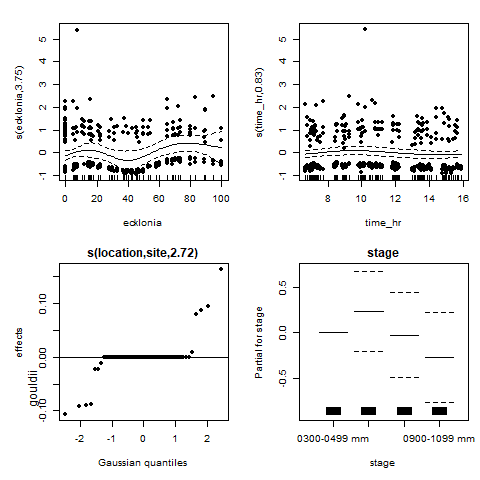 s(ecklonia,3.75)
5
4
3
2
1
0
-1
0 20 40 60 80 100
ecklonia
s(time_hr,0.83)
5
4
3
2
1
0
-1
8 10 12 14 16
time_hr
s(location,site,2.72)
gouldii
effects
0.10
0.00
-0.10
-2 -1 0 1 2
Gaussian quantiles
stage
Partial for stage
0.5
0.0
-0.5
0300-0499 mm 0900-1099 mm
stage